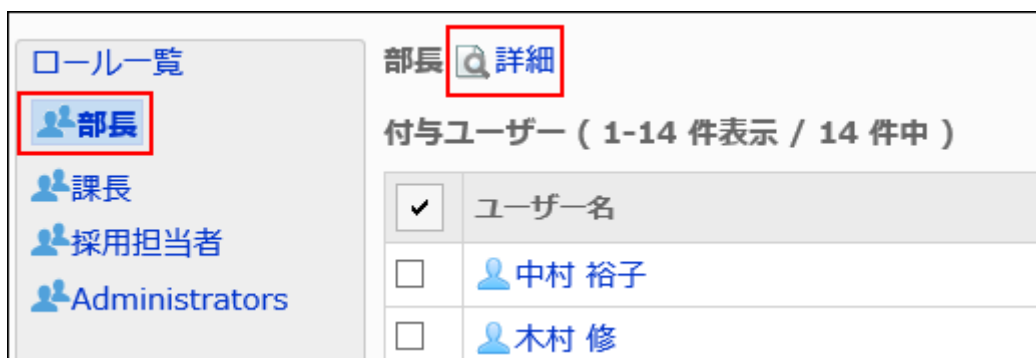 ロール一覧
部長
課長
採用担当者
Administrators
部長 詳細
付与ユーザー ( 1-14 件表示 / 14 件中 )
ユーザー名
中村 裕子
木村 修